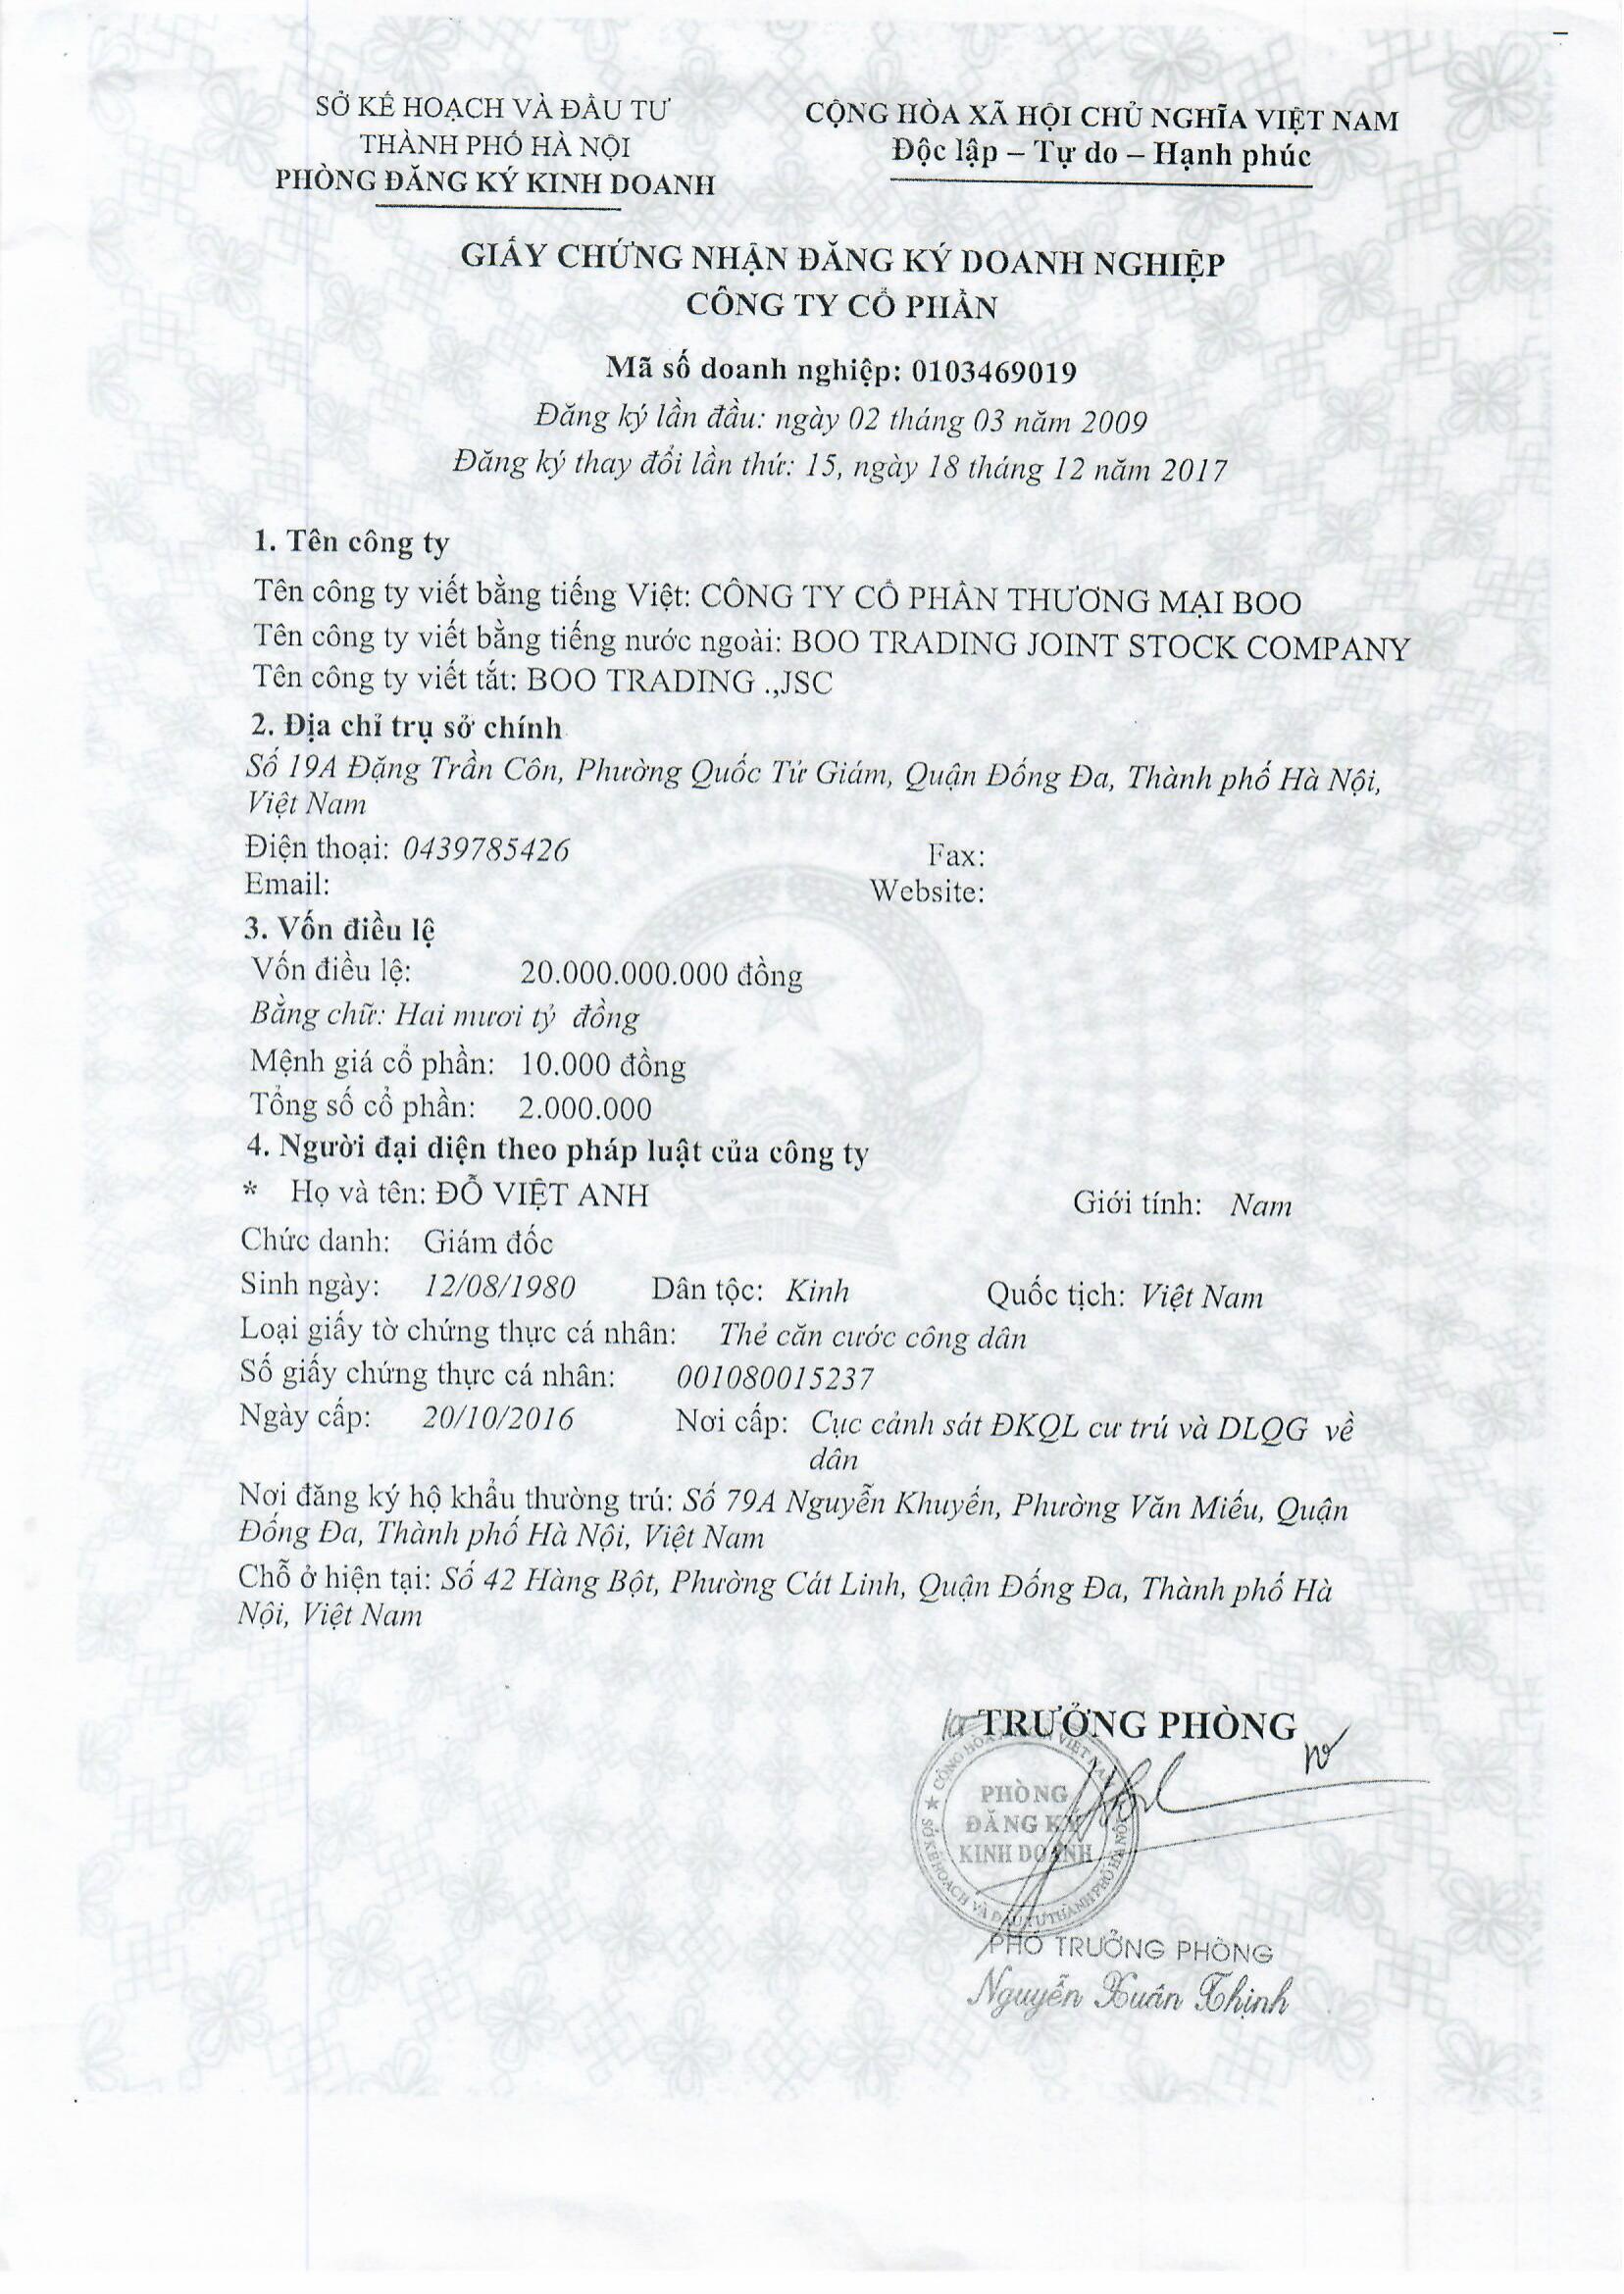 SỞ KẾ HOẠCH VÀ ĐẦU TƯ
THÀNH PHỐ HÀ NỘI
PHÒNG ĐĂNG KÝ KINH DOANH
CỘNG HÒA XÃ HỘI CHỦ NGHĨA VIỆT NAM
Độc lập – Tự do – Hạnh phúc
GIẤY CHỨNG NHẬN ĐĂNG KÝ DOANH NGHIỆP
CÔNG TY CỔ PHẦN
Mã số doanh nghiệp: 0103469019
Đăng ký lần đầu: ngày 02 tháng 03 năm 2009
Đăng ký thay đổi lần thứ: 15, ngày 18 tháng 12 năm 2017
1. Tên công ty
Tên công ty viết bằng tiếng Việt: CÔNG TY CỔ PHẦN THƯƠNG MẠI BOO
Tên công ty viết bằng tiếng nước ngoài: BOO TRADING JOINT STOCK COMPANY
Tên công ty viết tắt: BOO TRADING .,JSC
2. Địa chỉ trụ sở chính
Số 19A Đặng Trần Côn, Phường Quốc Tử Giám, Quận Đống Đa, Thành phố Hà Nội,
Việt Nam
Điện thoại: 0439785426 Fax:
Email: Website:
3. Vốn điều lệ
Vốn điều lệ: 20.000.000.000 đồng
Bằng chữ: Hai mươi tỷ đồng
Mệnh giá cổ phần: 10.000 đồng
Tổng số cổ phần: 2.000.000
4. Người đại diện theo pháp luật của công ty
* Họ và tên: ĐỖ VIỆT ANH Giới tính: Nam
Chức danh: Giám đốc
Sinh ngày: 12/08/1980 Dân tộc: Kinh Quốc tịch: Việt Nam
Loại giấy tờ chứng thực cá nhân: Thẻ căn cước công dân
Số giấy chứng thực cá nhân: 001080015237
Ngày cấp: 20/10/2016 Nơi cấp: Cục cảnh sát ĐKQL cư trú và DLQG về
dân
Nơi đăng ký hộ khẩu thường trú: Số 79A Nguyễn Khuyến, Phường Văn Miếu, Quận
Đống Đa, Thành phố Hà Nội, Việt Nam
Chỗ ở hiện tại: Số 42 Hàng Bột, Phường Cát Linh, Quận Đống Đa, Thành phố Hà
Nội, Việt Nam
TRƯỞNG PHÒNG
PHÒNG
ĐĂNG KÝ
KINH DOANH
SỞ KẾ HOẠCH VÀ ĐẦU TƯ THÀNH PHỐ HÀ NỘI
PHÓ TRƯỞNG PHÒNG
Nguyễn Xuân Thịnh